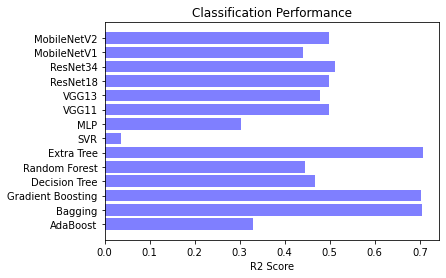 Classification Performance
MobileNetV2
MobileNetV1
ResNet34
ResNet18
VGG13
VGG11
MLP
SVR
Extra Tree
Random Forest
Decision Tree
Gradient Boosting
Bagging
AdaBoost
0.0 0.1 0.2 0.3 0.4 0.5 0.6 0.7
R2 Score